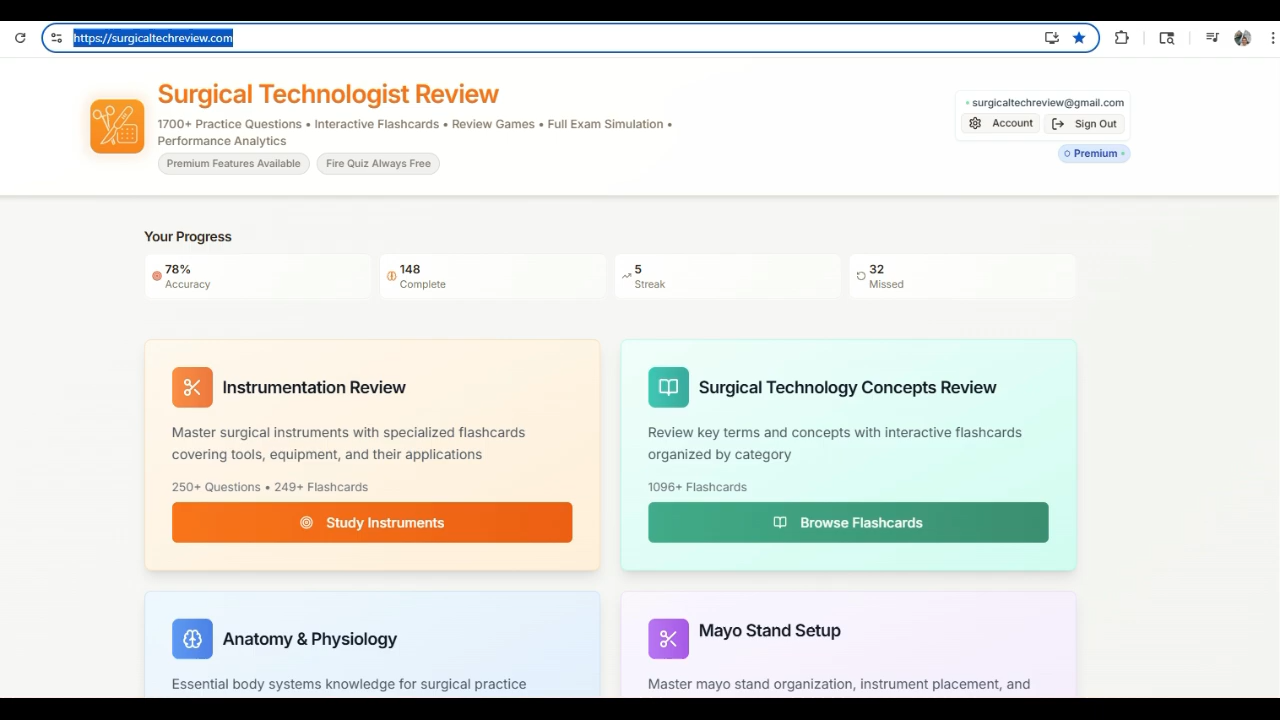 https://surgicaltechreview.com
Surgical Technologist Review
1700+ Practice Questions • Interactive Flashcards • Review Games • Full Exam Simulation •
Performance Analytics
Premium Features Available
Fire Quiz Always Free
surgicaltechreview@gmail.com
Account
Sign Out
Premium
Your Progress
78%
Accuracy
148
Complete
5
Streak
32
Missed
Instrumentation Review
Master surgical instruments with specialized flashcards
covering tools, equipment, and their applications
250+ Questions • 249+ Flashcards
Study Instruments
Surgical Technology Concepts Review
Review key terms and concepts with interactive flashcards
organized by category
1096+ Flashcards
Browse Flashcards
Anatomy & Physiology
Essential body systems knowledge for surgical practice
Mayo Stand Setup
Master mayo stand organization, instrument placement, and